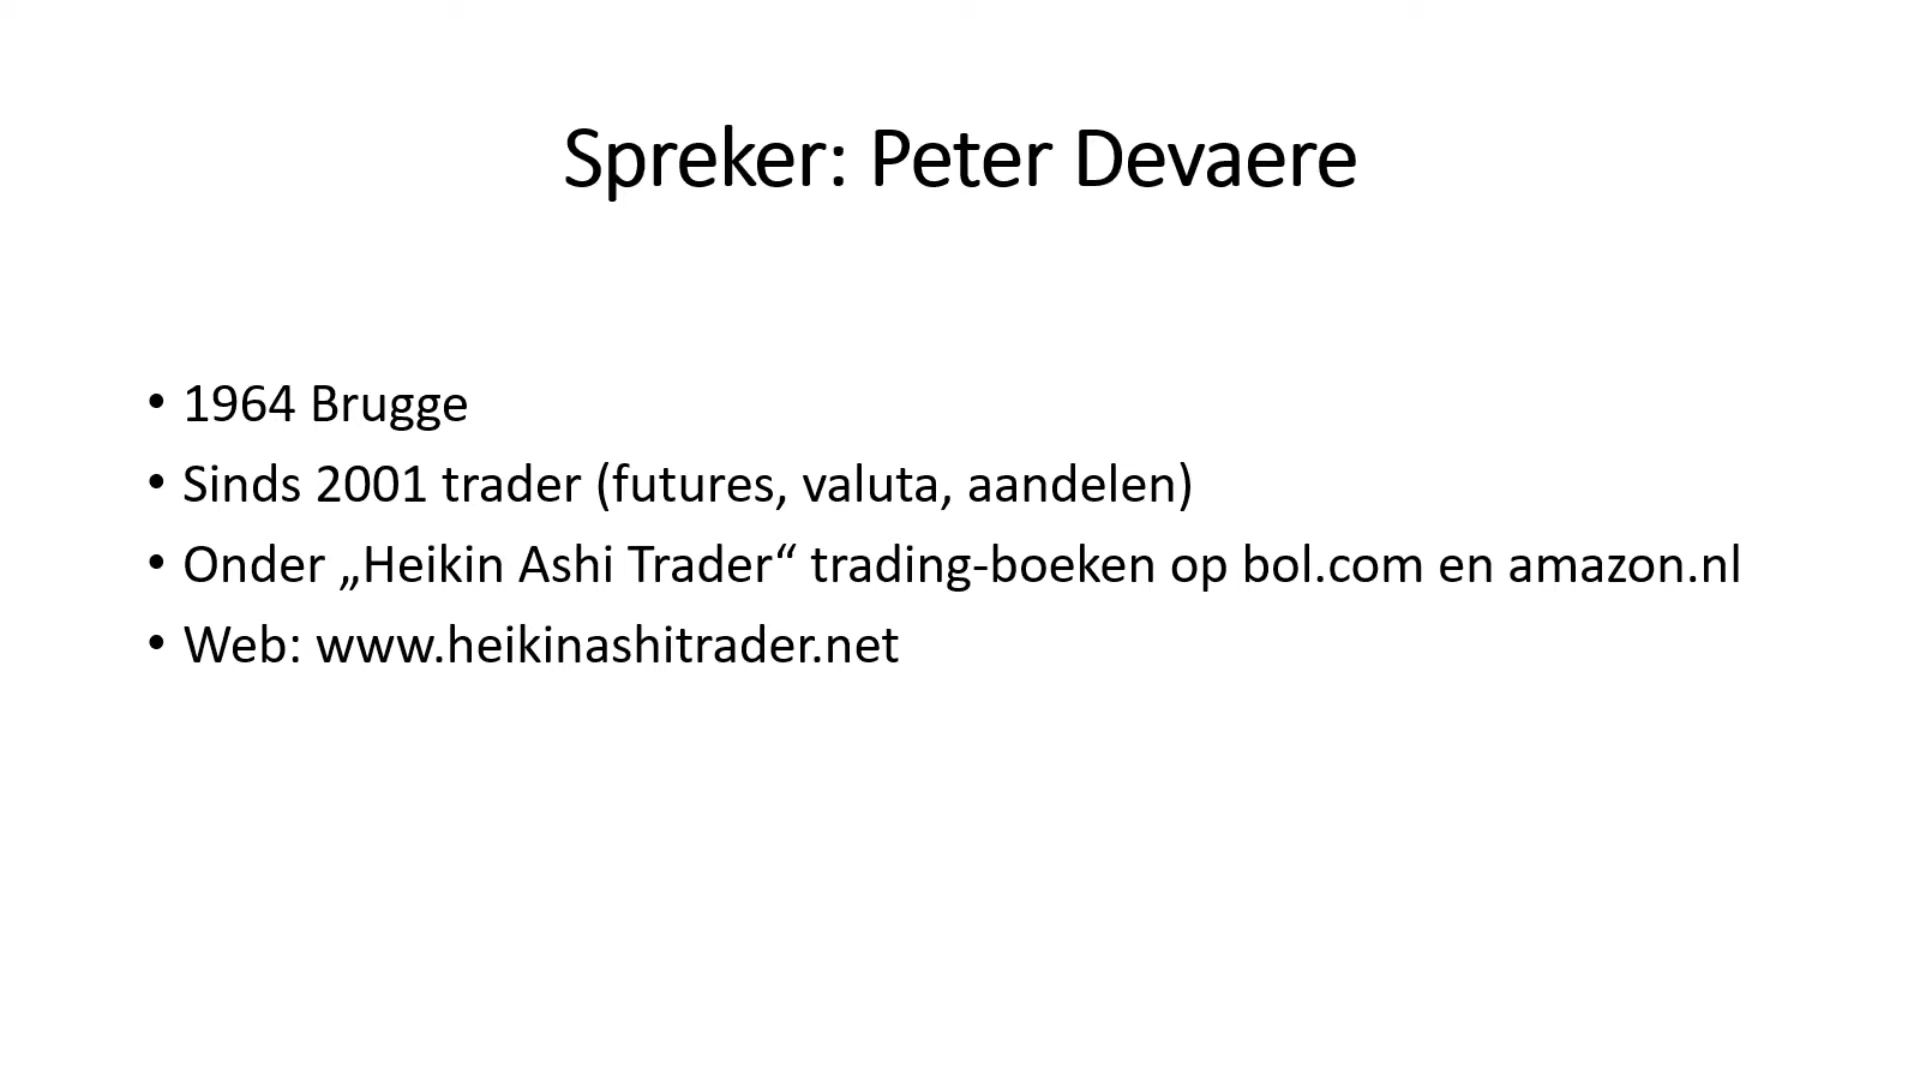 Spreker: Peter Devaere
• 1964 Brugge
• Sinds 2001 trader (futures, valuta, aandelen)
• Onder „Heikin Ashi Trader“ trading-boeken op bol.com en amazon.nl
• Web: www.heikinashitrader.net